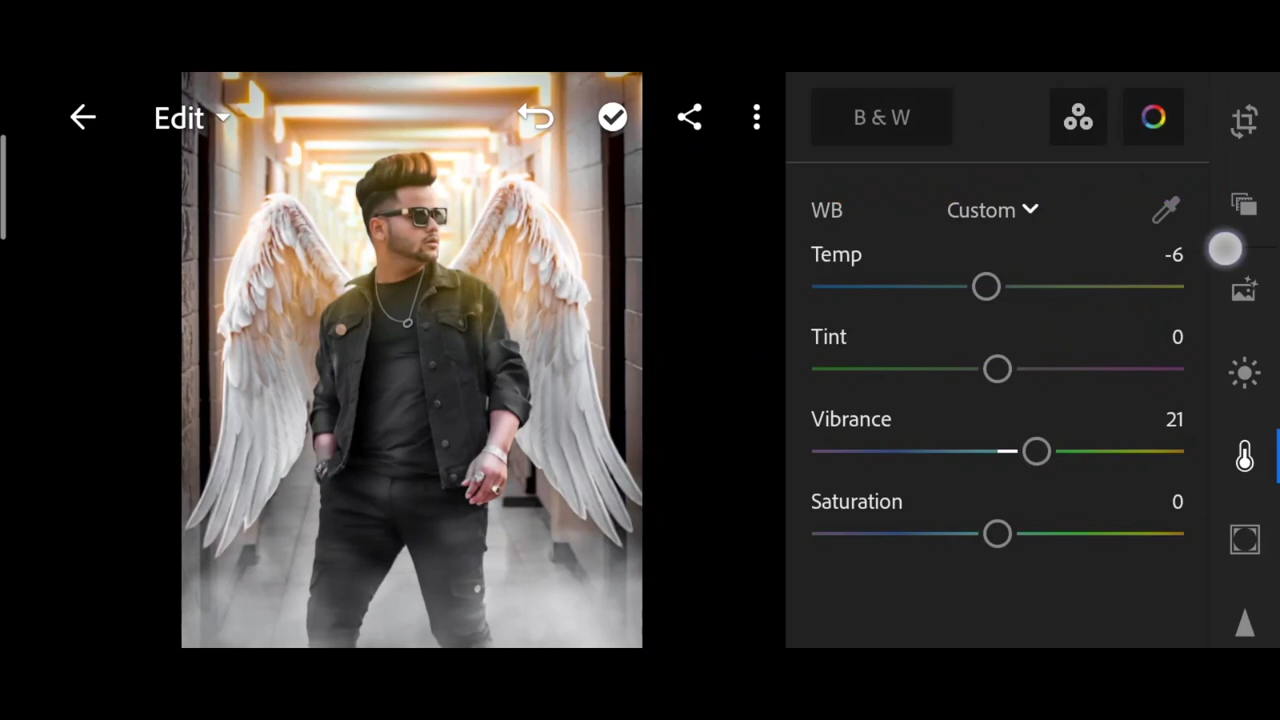 Edit
B & W
WB Custom
Temp -6
Tint 0
Vibrance 21
Saturation 0